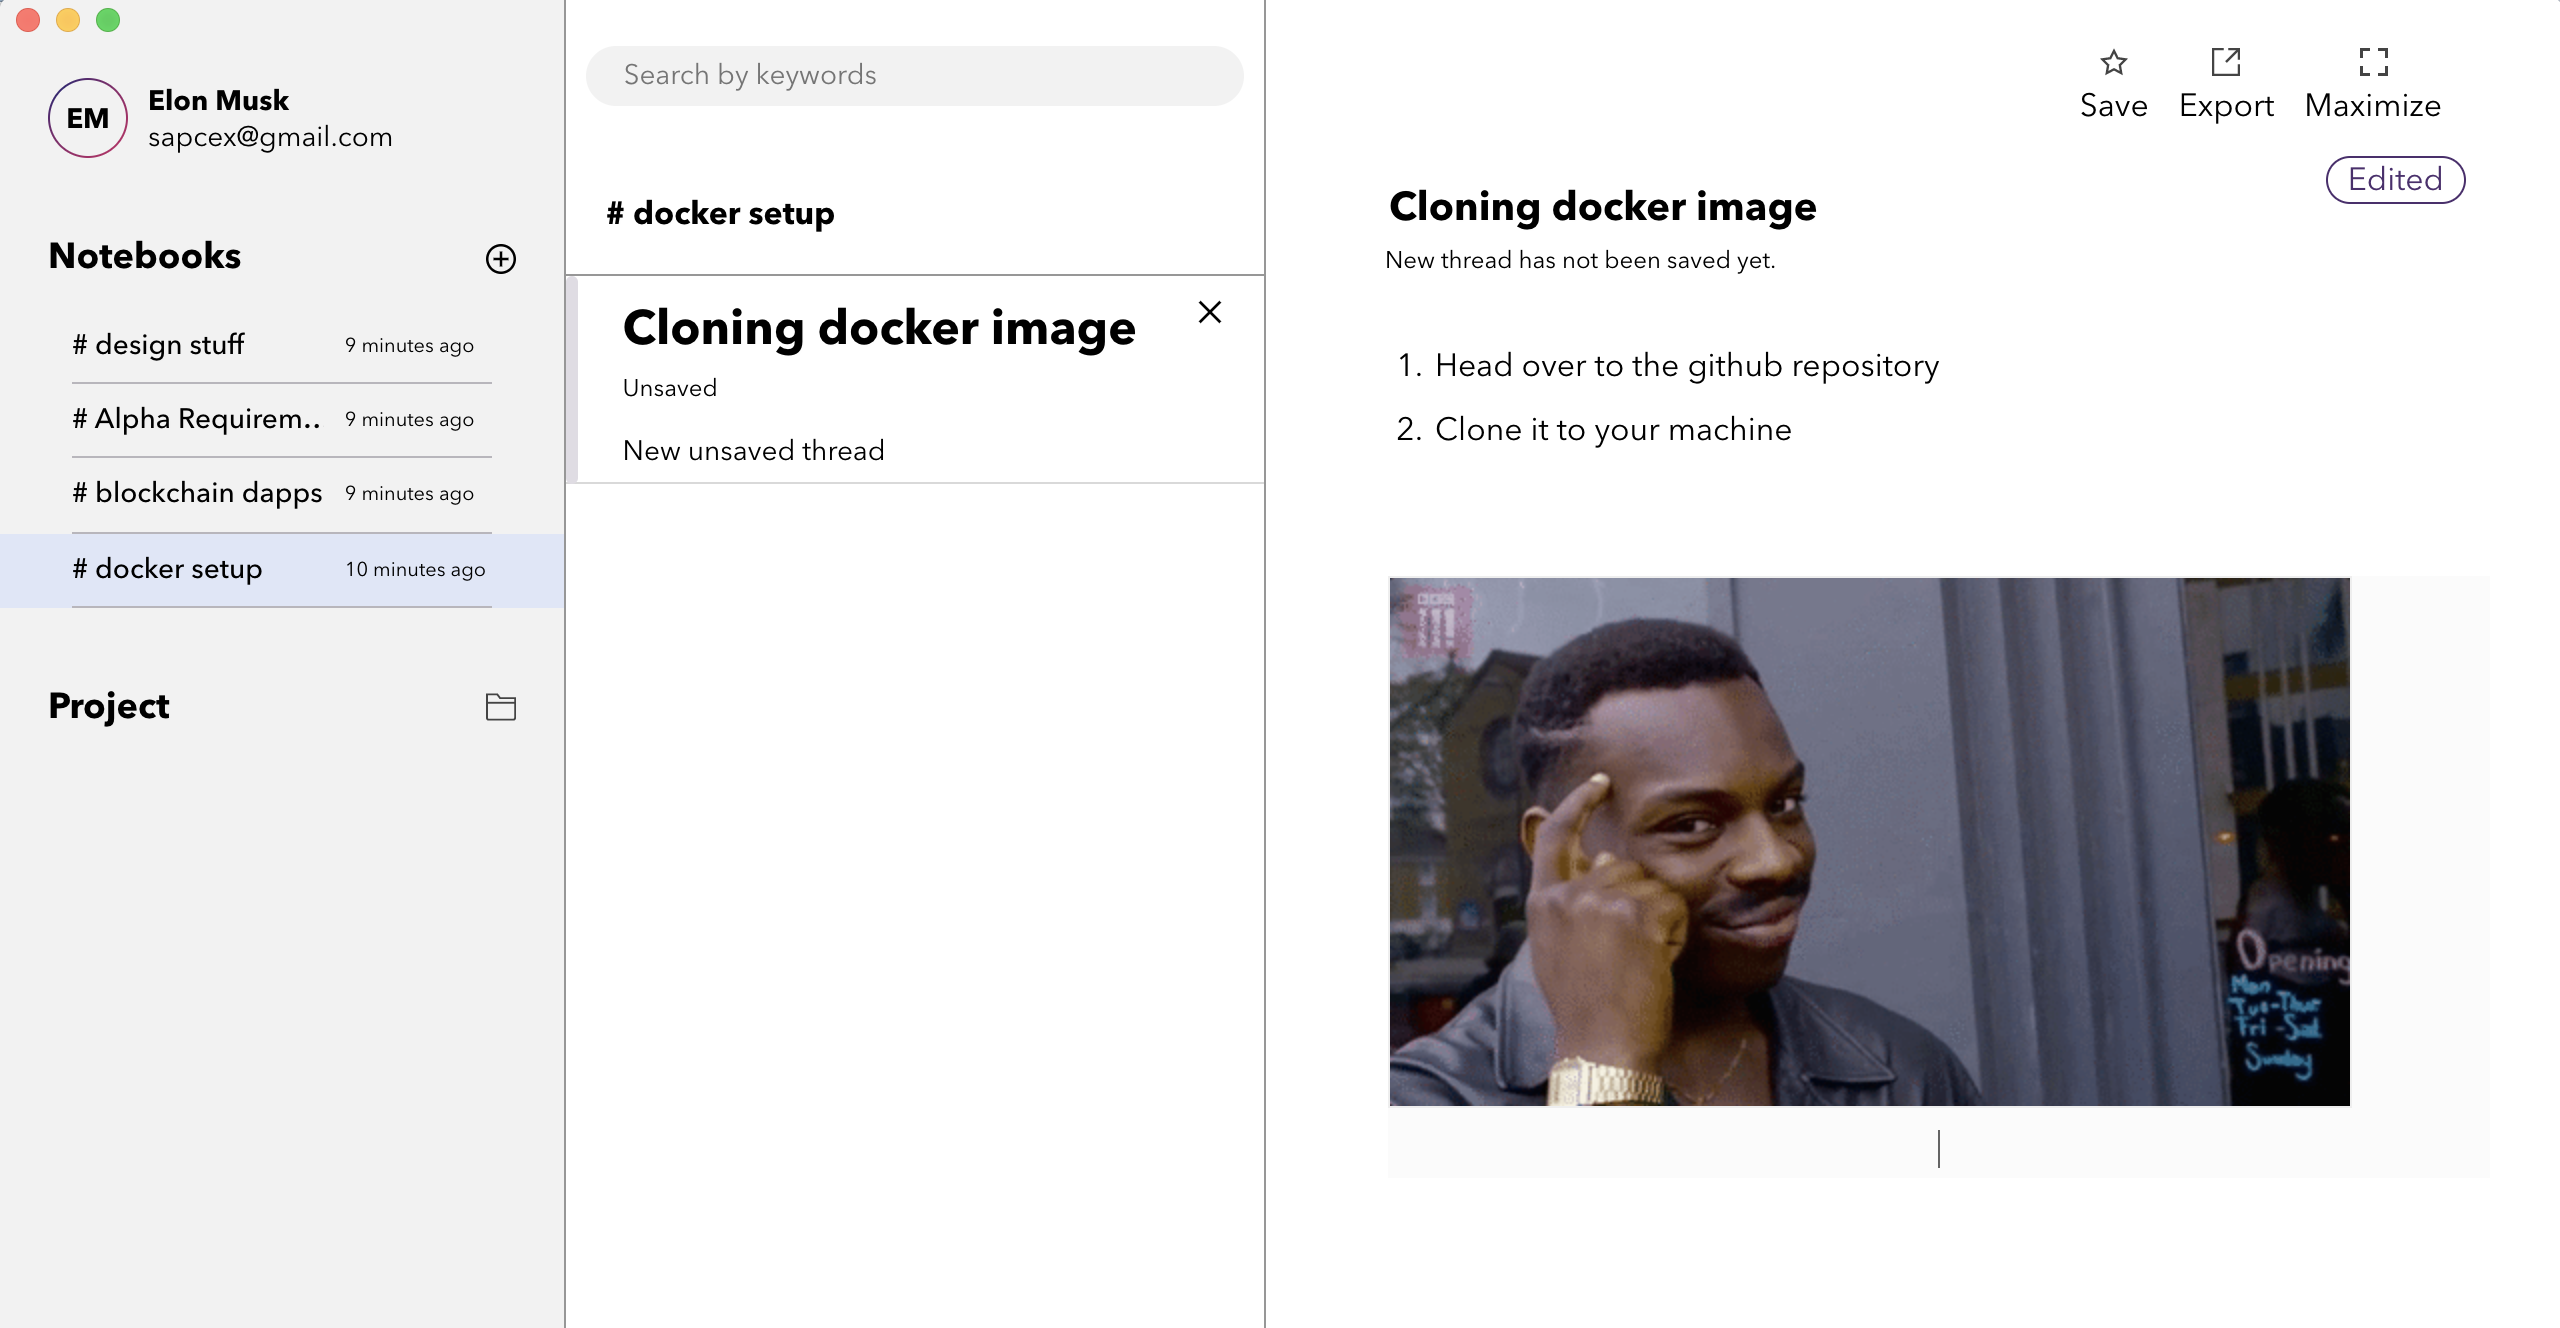 EM
Elon Musk
sapcex@gmail.com
Notebooks
# design stuff 9 minutes ago
# Alpha Requirem.. 9 minutes ago
# blockchain dapps 9 minutes ago
# docker setup 10 minutes ago
Project
Search by keywords
# docker setup
Cloning docker image
Unsaved
New unsaved thread
Save Export Maximize
Edited
Cloning docker image
New thread has not been saved yet.
1. Head over to the github repository
2. Clone it to your machine
Opening
Mon
Tue-Thur
Fri-Sat
Sunday